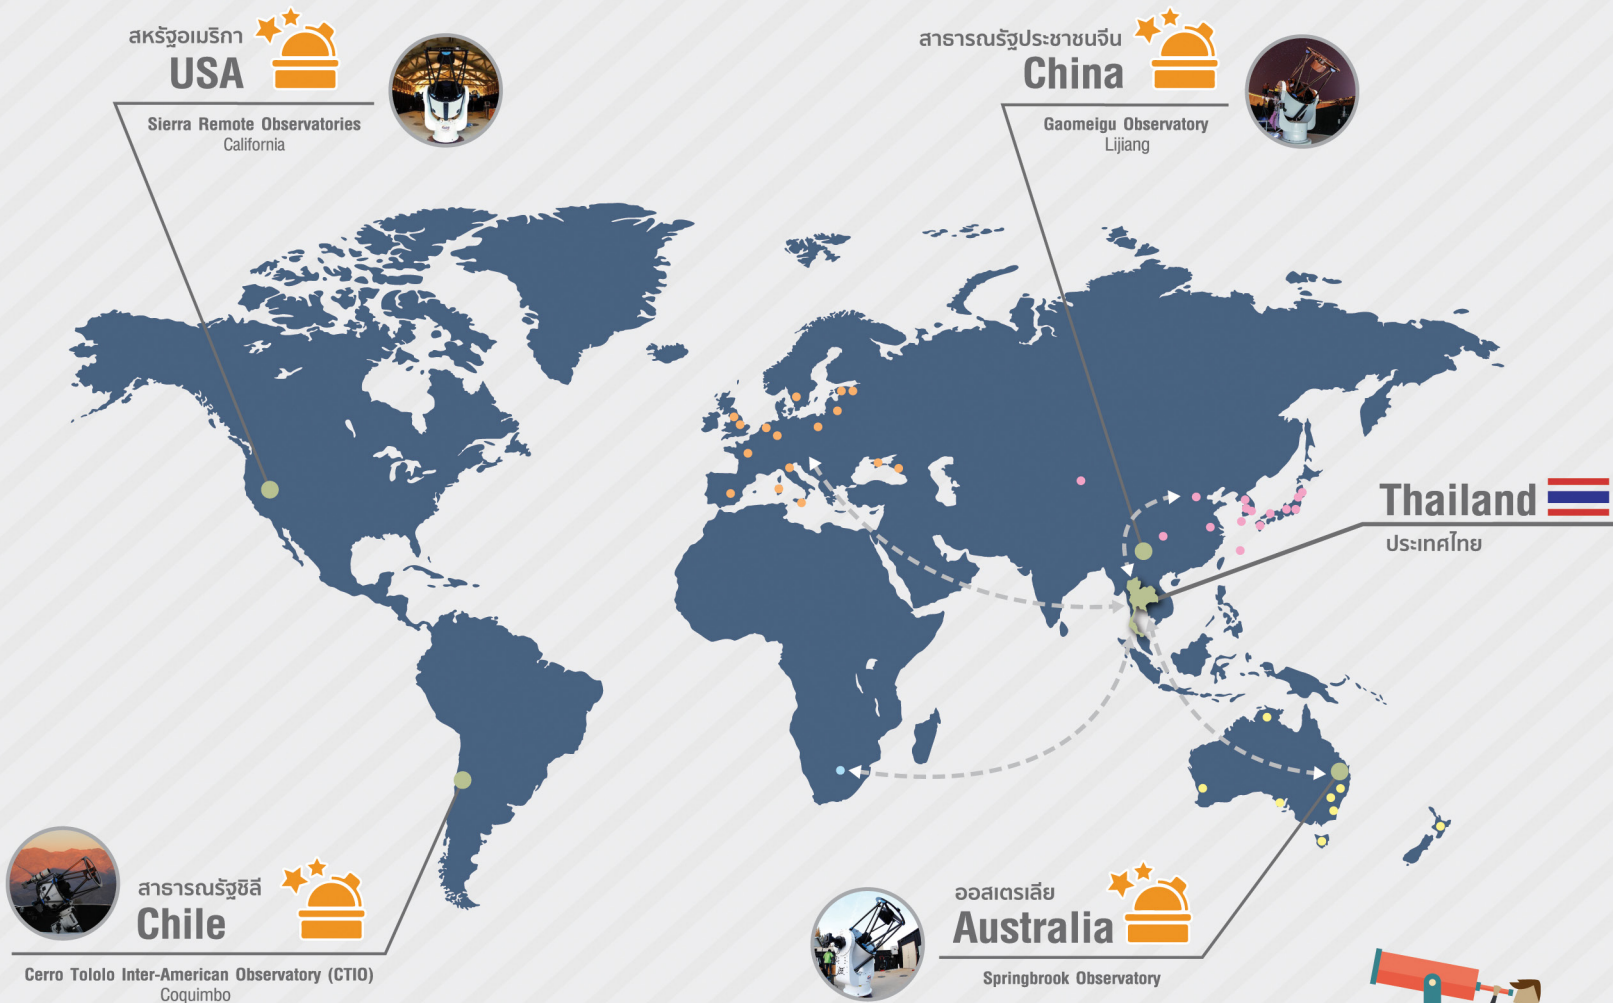 สหรัฐอเมริกา
USA
Sierra Remote Observatories
California
สาธารณรัฐประชาชนจีน
China
Gaomeigu Observatory
Lijiang
Thailand
ประเทศไทย
สาธารณรัฐชิลี
Chile
Cerro Tololo Inter-American Observatory (CTIO)
Coquimbo
ออสเตรเลีย
Australia
Springbrook Observatory